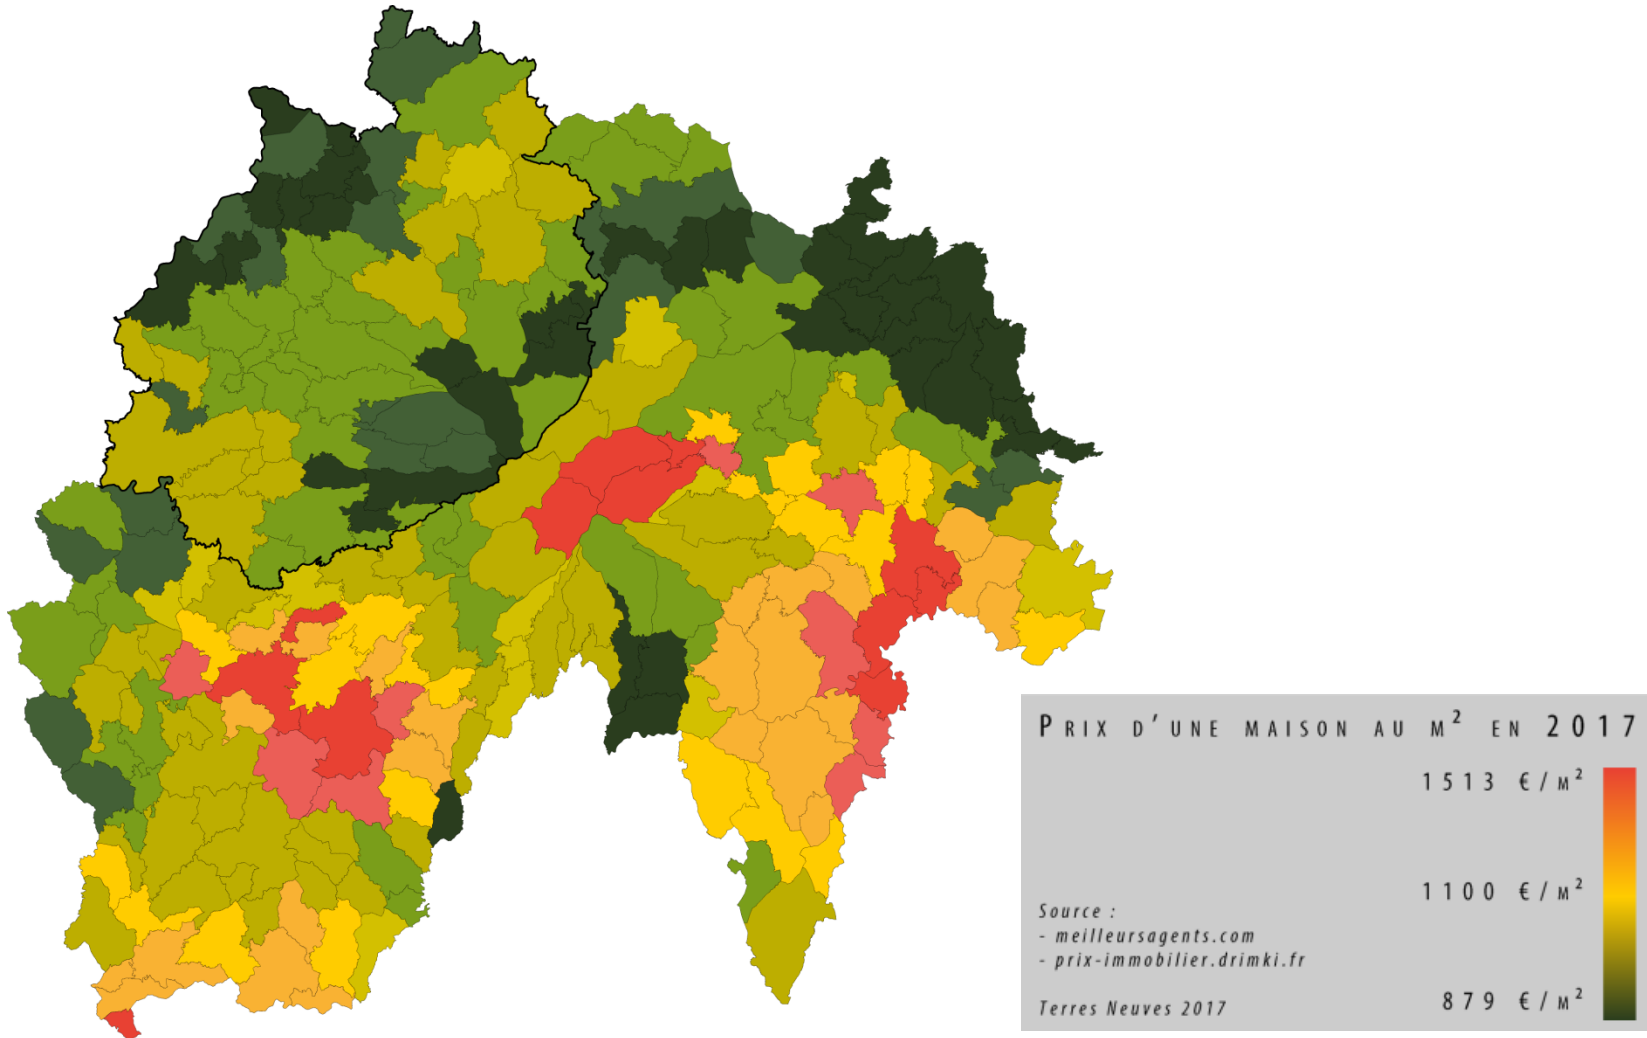 PRIX D'UNE MAISON AU M² EN 2017
1513 €/M²
1100 €/M²
Source :
- meilleursagents.com
- prix-immobilier.drimki.fr
879 €/M²
Terres Neuves 2017